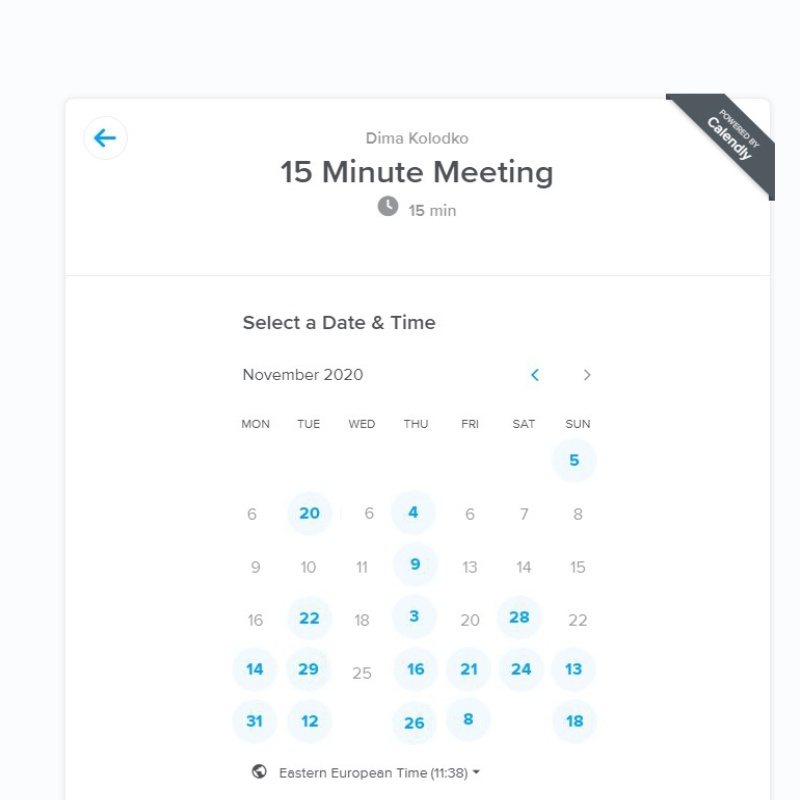 POWERED BY
Calendly
Dima Kolodko
15 Minute Meeting
15 min
Select a Date & Time
November 2020
MON TUE WED THU FRI SAT SUN
5
6 20 6 4 6 7 8
9 10 11 9 13 14 15
16 22 18 3 20 28 22
14 29 25 16 21 24 13
31 12 26 8 18
Eastern European Time (11:38)